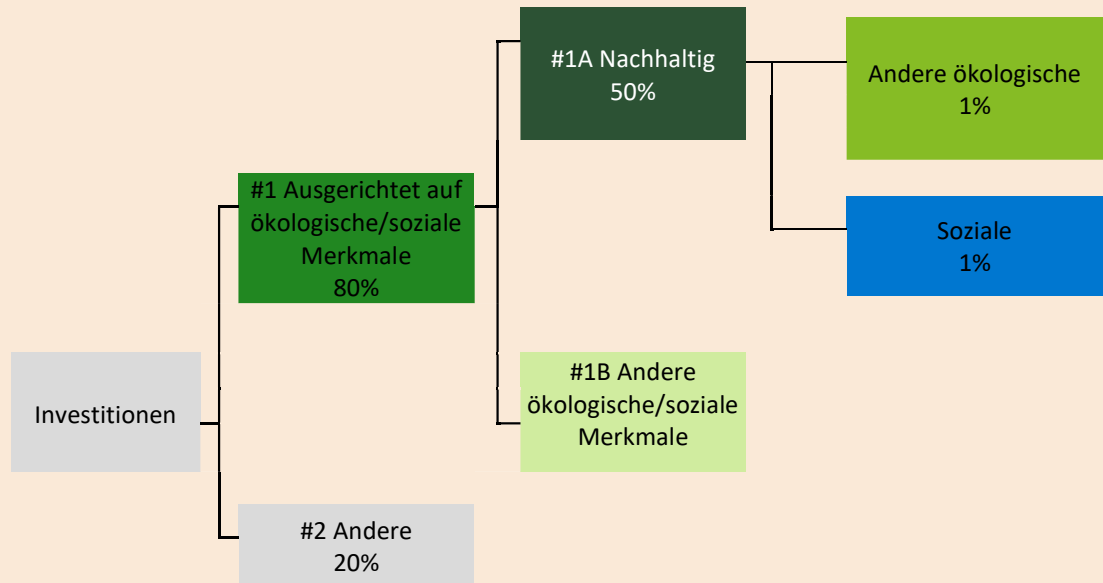 #1A Nachhaltig
50%
Andere ökologische
1%
#1 Ausgerichtet auf
ökologische/soziale
Merkmale
80%
Soziale
1%
Investitionen
#1B Andere
ökologische/soziale
Merkmale
#2 Andere
20%